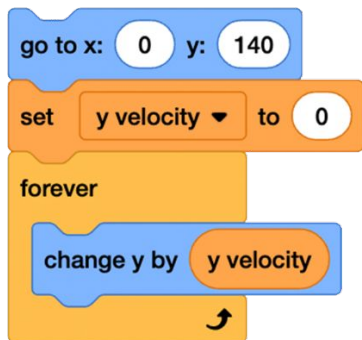 go to x: 0 y: 140
set y velocity to 0
forever
change y by y velocity